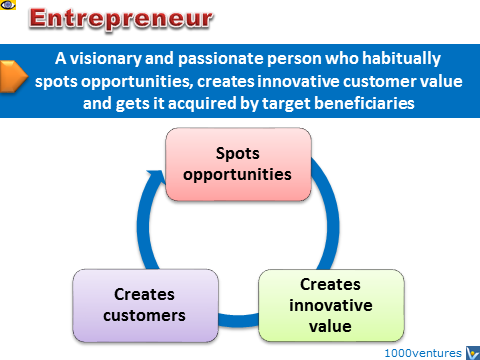 Entrepreneur
A visionary and passionate person who habitually
spots opportunities, creates innovative customer value
and gets it acquired by target beneficiaries
Spots
opportunities
Creates
customers
Creates
innovative
value
1000ventures